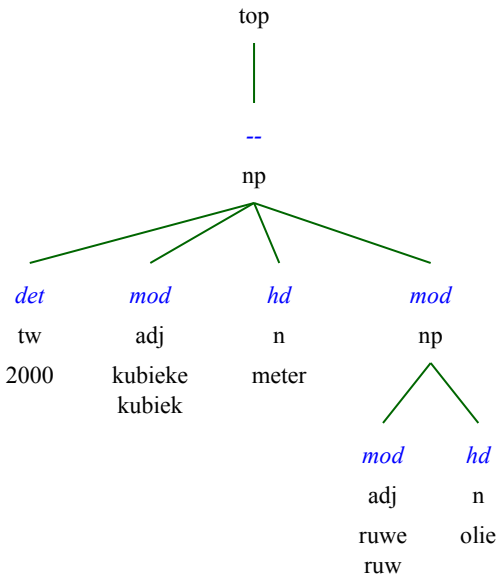 top
--
np
det mod hd mod
tw adj n np
2000 kubieke meter
kubiek
mod hd
adj n
ruwe olie
ruw